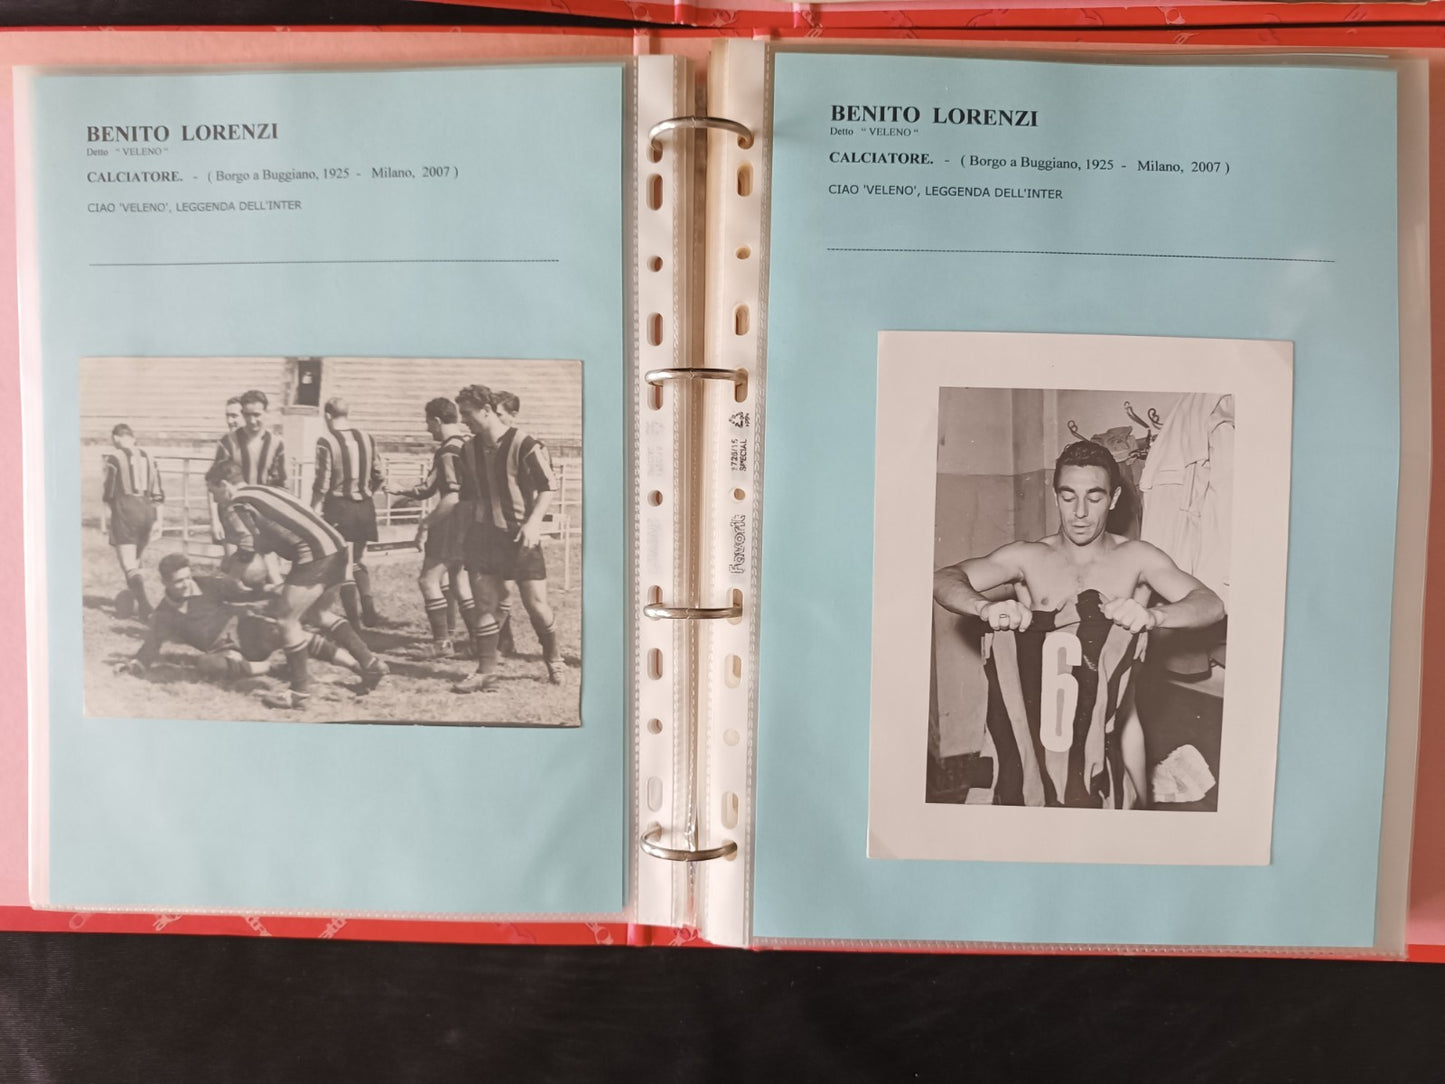 BENITO LORENZI
Detto " VELENO "
CALCIATORE. - ( Borgo a Buggiano, 1925 - Milano, 2007 )
CIAO 'VELENO', LEGGENDA DELL'INTER
BENITO LORENZI
Detto " VELENO "
CALCIATORE. - ( Borgo a Buggiano, 1925 - Milano, 2007 )
CIAO 'VELENO', LEGGENDA DELL'INTER
6
SPECIAL
Favorit